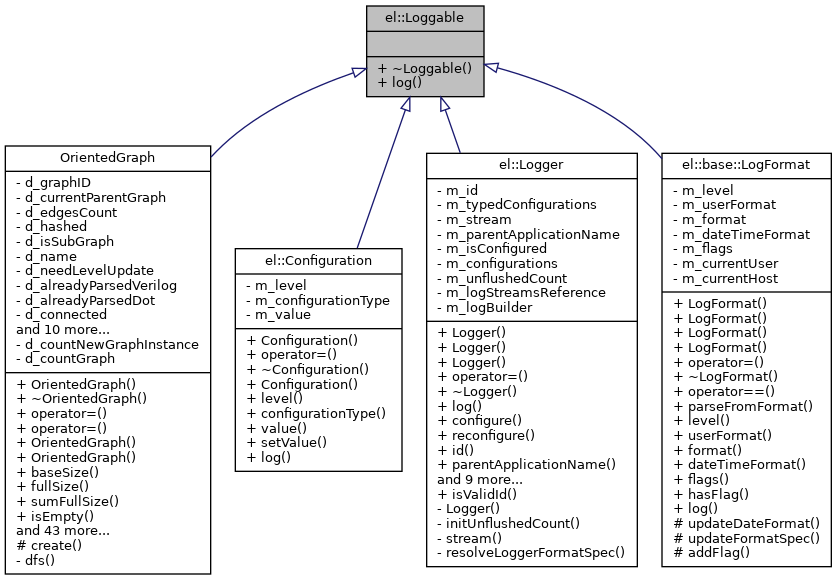 el::Loggable
+ ~Loggable()
+ log()
OrientedGraph
- d_graphID
- d_currentParentGraph
- d_edgesCount
- d_hashed
- d_isSubGraph
- d_name
- d_needLevelUpdate
- d_alreadyParsedVerilog
- d_alreadyParsedDot
- d_connected
and 10 more...
- d_countNewGraphInstance
- d_countGraph
+ OrientedGraph()
+ ~OrientedGraph()
+ operator=()
+ operator=()
+ OrientedGraph()
+ OrientedGraph()
+ baseSize()
+ fullSize()
+ sumFullSize()
+ isEmpty()
and 43 more...
# create()
- dfs()
el::Configuration
- m_level
- m_configurationType
- m_value
+ Configuration()
+ operator=()
+ ~Configuration()
+ Configuration()
+ level()
+ configurationType()
+ value()
+ setValue()
+ log()
el::Logger
- m_id
- m_typedConfigurations
- m_stream
- m_parentApplicationName
- m_isConfigured
- m_configurations
- m_unflushedCount
- m_logStreamsReference
- m_logBuilder
+ Logger()
+ Logger()
+ Logger()
+ operator=()
+ ~Logger()
+ log()
+ configure()
+ reconfigure()
+ id()
+ parentApplicationName()
and 9 more...
+ isValidId()
- Logger()
- initUnflushedCount()
- stream()
- resolveLoggerFormatSpec()
el::base::LogFormat
- m_level
- m_userFormat
- m_format
- m_dateTimeFormat
- m_flags
- m_currentUser
- m_currentHost
+ LogFormat()
+ LogFormat()
+ LogFormat()
+ LogFormat()
+ operator=()
+ ~LogFormat()
+ operator==()
+ parseFromFormat()
+ level()
+ userFormat()
+ format()
+ dateTimeFormat()
+ flags()
+ hasFlag()
+ log()
# updateDateFormat()
# updateFormatSpec()
# addFlag()